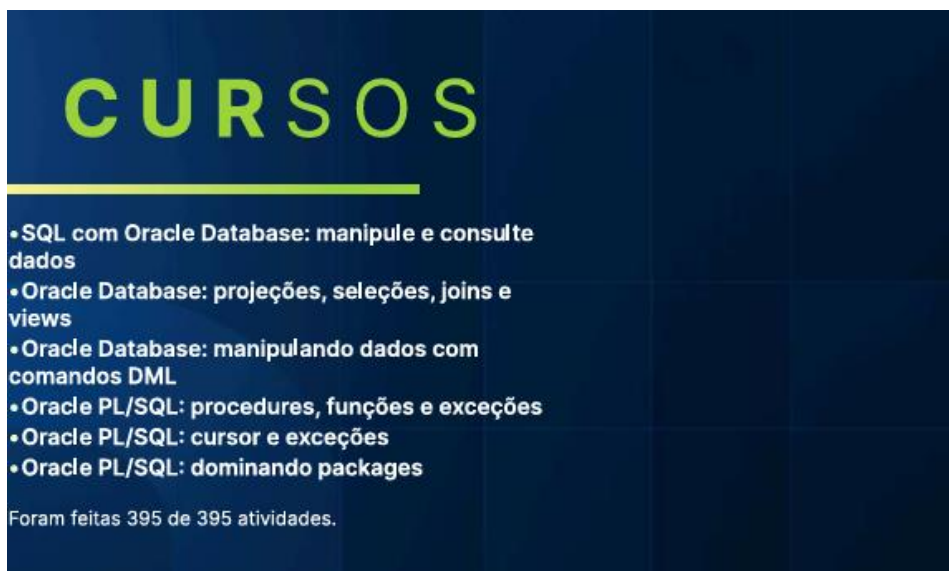 CURSOS
•SQL com Oracle Database: manipule e consulte
dados
•Oracle Database: projeções, seleções, joins e
views
•Oracle Database: manipulando dados com
comandos DML
•Oracle PL/SQL: procedures, funções e exceções
•Oracle PL/SQL: cursor e exceções
•Oracle PL/SQL: dominando packages
Foram feitas 395 de 395 atividades.